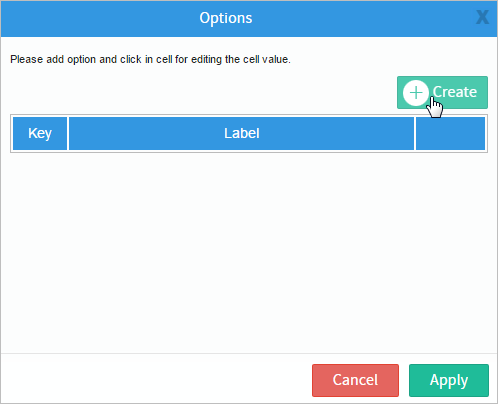 Options
X
Please add option and click in cell for editing the cell value.
Create
Key Label
Cancel Apply